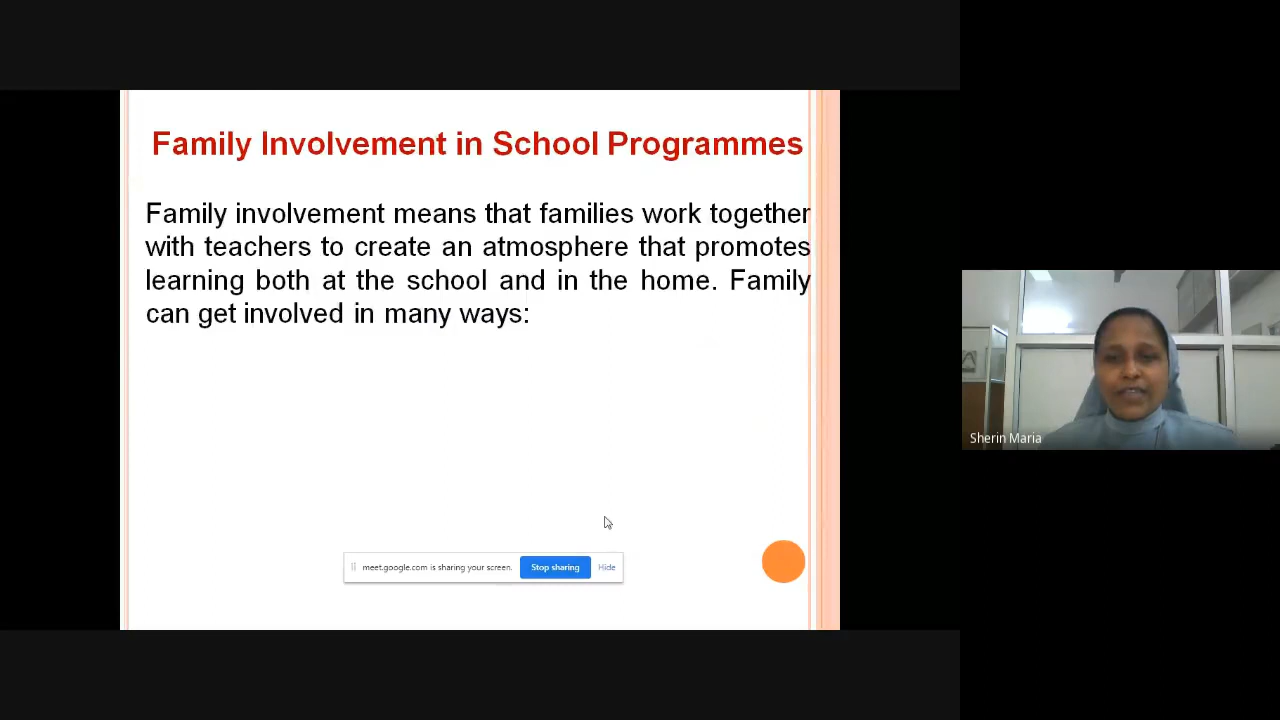 Family Involvement in School Programmes
Family involvement means that families work together
with teachers to create an atmosphere that promotes
learning both at the school and in the home. Family
can get involved in many ways:
meet.google.com is sharing your screen.
Stop sharing
Hide
Sherin Maria